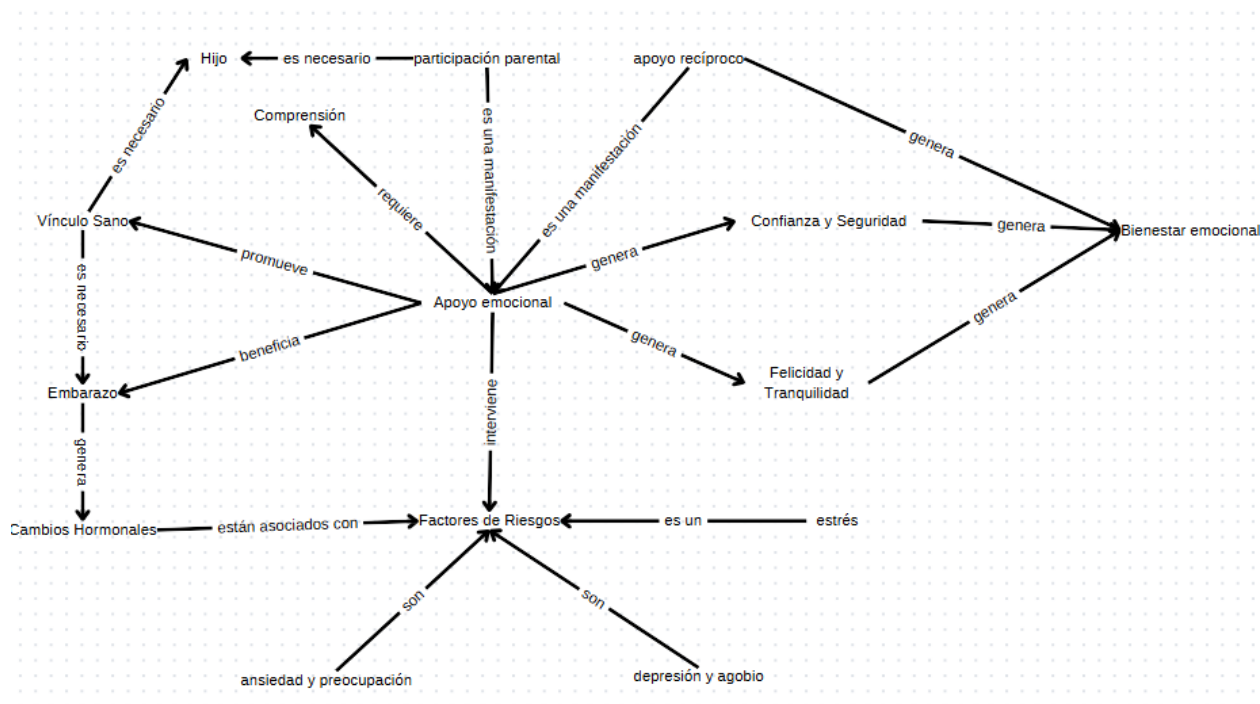 Hijo
es necesario
participación parental
apoyo recíproco
Comprensión
es necesario
es una manifestación
es una manifestación
genera
requiere
Vínculo Sano
Confianza y Seguridad
genera
Bienestar emocional
promueve
genera
es necesario
Apoyo emocional
genera
beneficia
genera
Felicidad y
Tranquilidad
Embarazo
interviene
genera
Cambios Hormonales
están asociados con
Factores de Riesgos
es un
estrés
son
son
ansiedad y preocupación
depresión y agobio